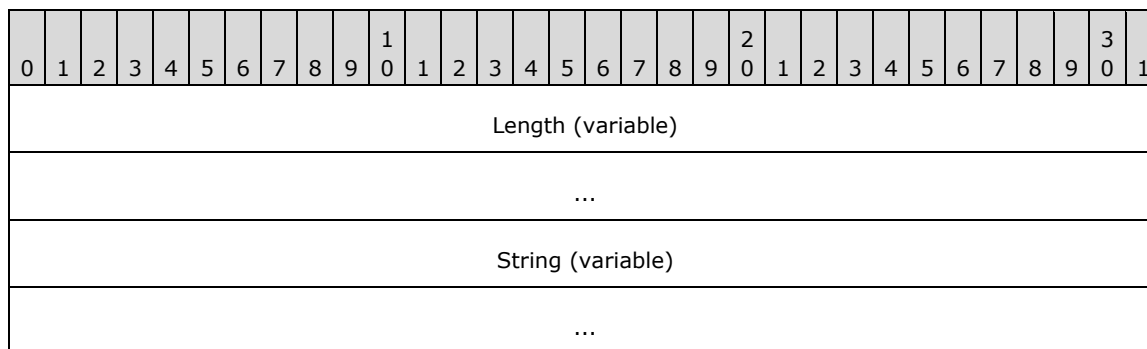 1 2 3
0 1 2 3 4 5 6 7 8 9 0 1 2 3 4 5 6 7 8 9 0 1 2 3 4 5 6 7 8 9 0 1
Length (variable)
...
String (variable)
...